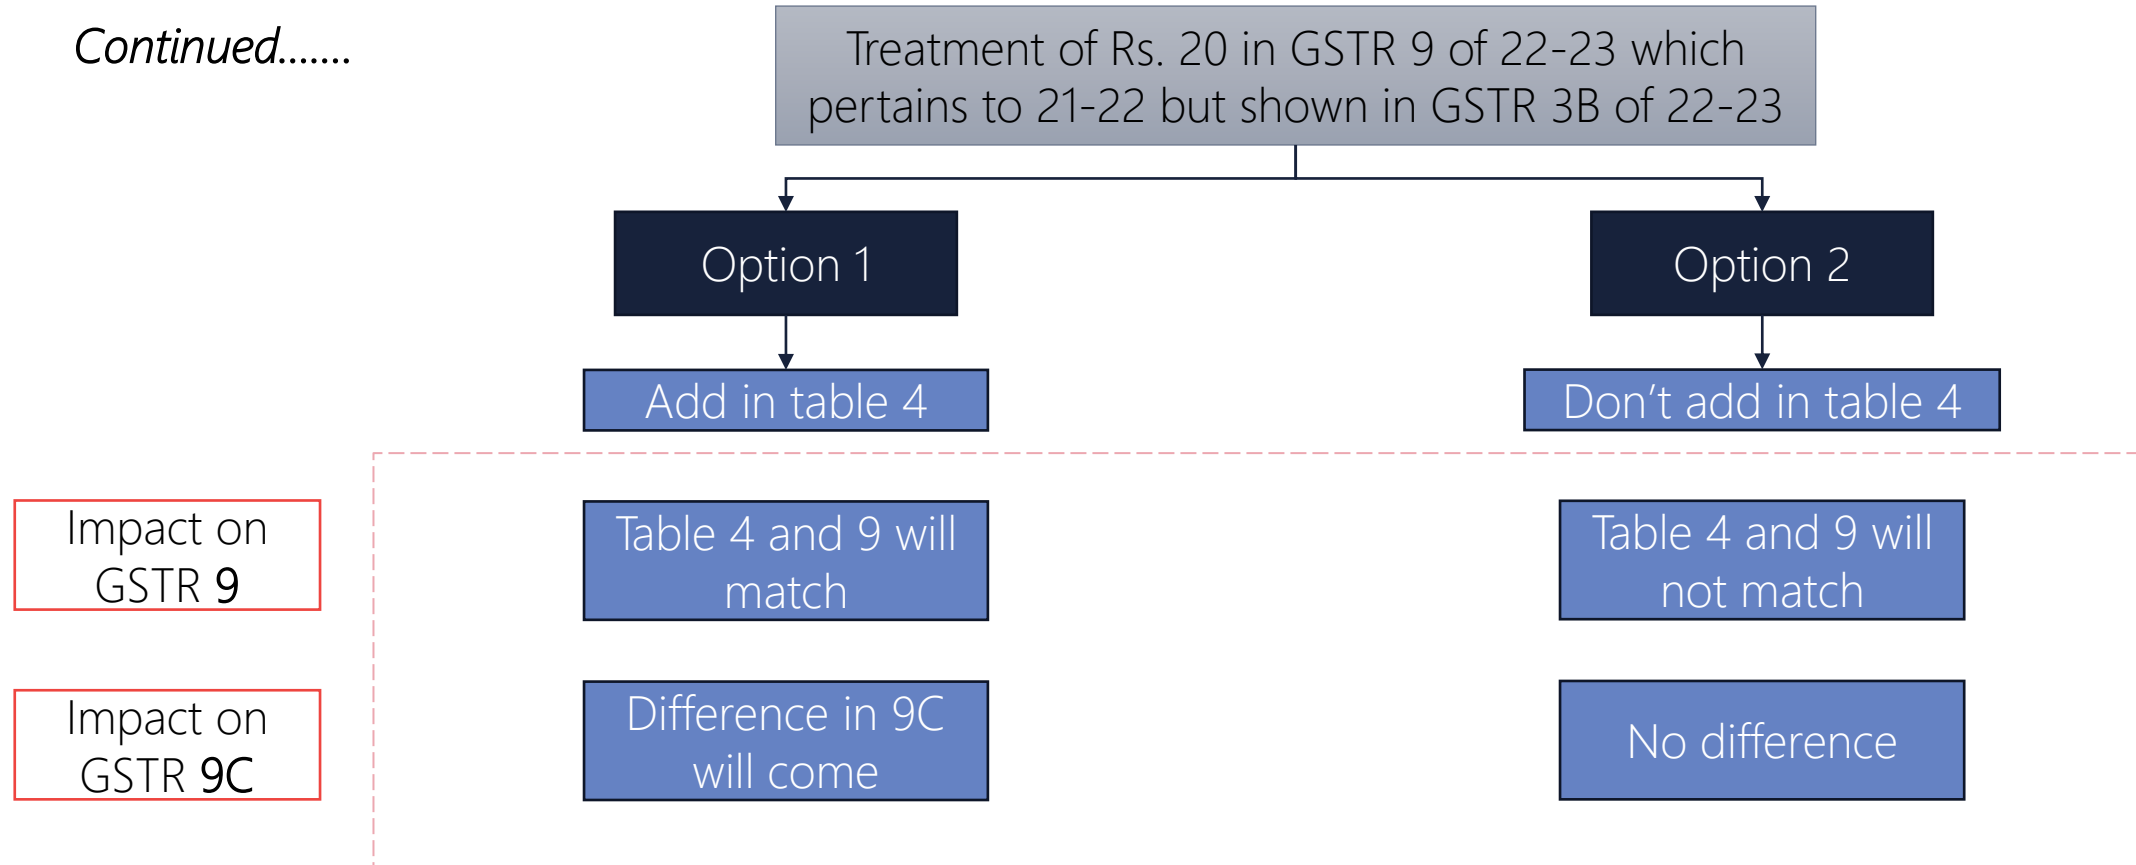 Continued.......
Treatment of Rs. 20 in GSTR 9 of 22-23 which
pertains to 21-22 but shown in GSTR 3B of 22-23
Option 1
Option 2
Add in table 4
Don’t add in table 4
Impact on
GSTR 9
Table 4 and 9 will
match
Table 4 and 9 will
not match
Impact on
GSTR 9C
Difference in 9C
will come
No difference